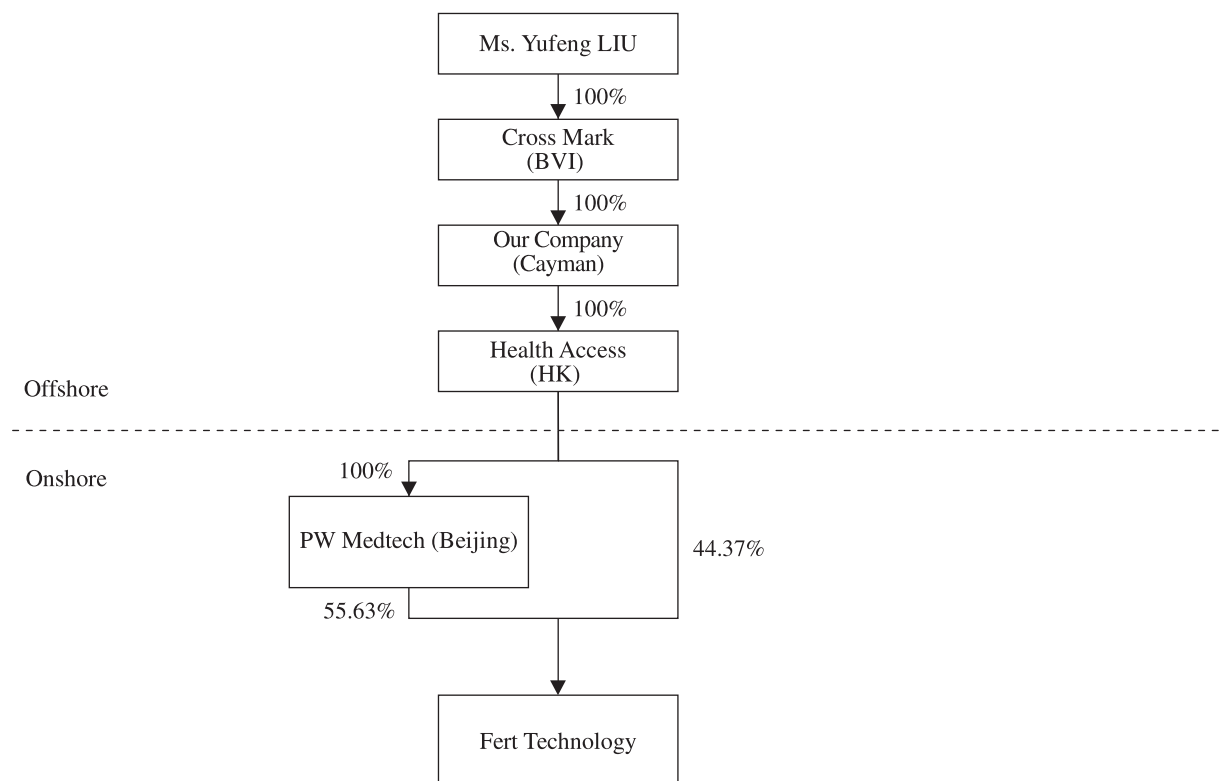 Ms. Yufeng LIU
100%
Cross Mark
(BVI)
100%
Our Company
(Cayman)
100%
Health Access
(HK)
Offshore
Onshore
100%
PW Medtech (Beijing)
44.37%
55.63%
Fert Technology